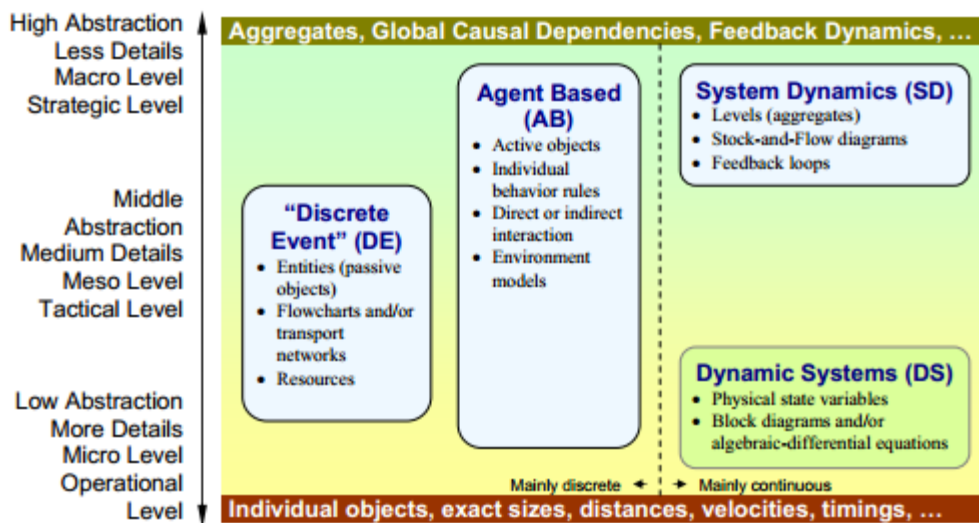 High Abstraction
Less Details
Macro Level
Strategic Level
Middle
Abstraction
Medium Details
Meso Level
Tactical Level
Low Abstraction
More Details
Micro Level
Operational
Level
Aggregates, Global Causal Dependencies, Feedback Dynamics, …
“Discrete
Event” (DE)
• Entities (passive
objects)
• Flowcharts and/or
transport
networks
• Resources
Agent Based
(AB)
• Active objects
• Individual
behavior rules
• Direct or indirect
interaction
• Environment
models
System Dynamics (SD)
• Levels (aggregates)
• Stock-and-Flow diagrams
• Feedback loops
Dynamic Systems (DS)
• Physical state variables
• Block diagrams and/or
algebraic-differential equations
Mainly discrete
Mainly continuous
Individual objects, exact sizes, distances, velocities, timings, …